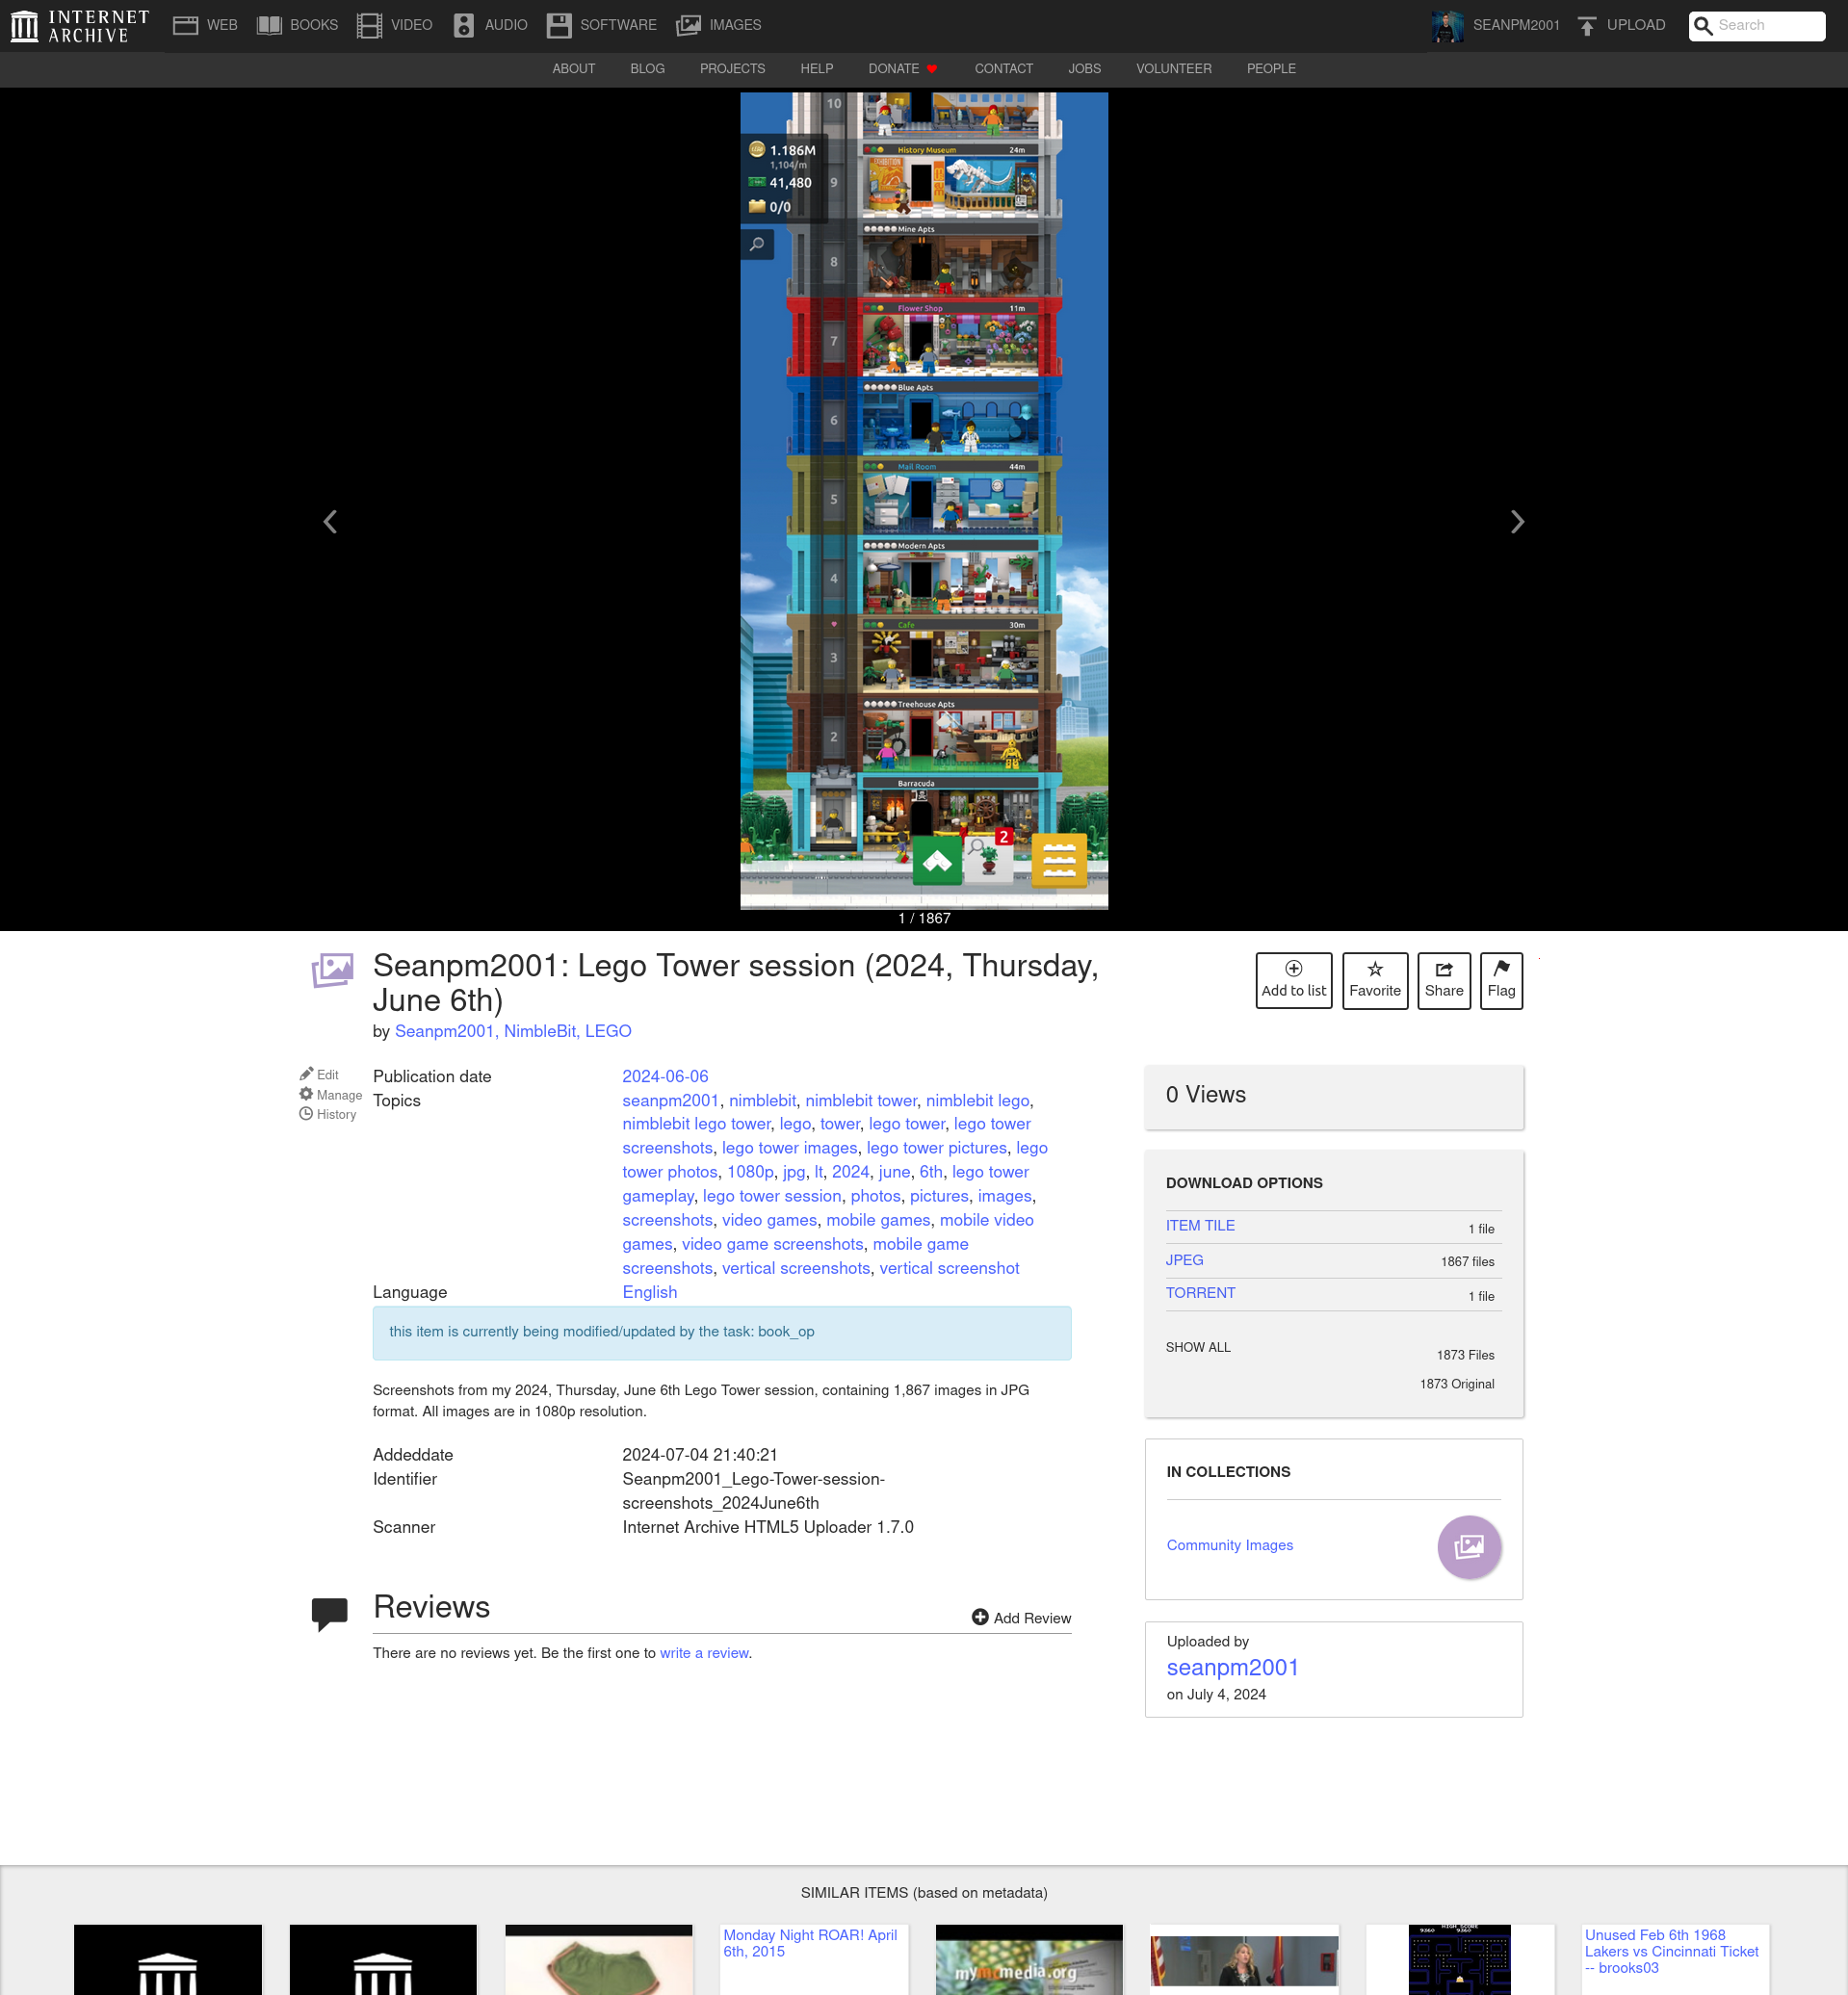 INTERNET
ARCHIVE
WEB BOOKS VIDEO AUDIO SOFTWARE IMAGES SEANPM2001 UPLOAD Search
ABOUT BLOG PROJECTS HELP DONATE CONTACT JOBS VOLUNTEER PEOPLE
10
1.186M
1,104/m
41,480
0/0
History Museum 24m
9
Mine Apts
8
Flower Shop 11m
7
Blue Apts
6
Mail Room 44m
5
Modern Apts
4
Cafe 30m
3
Treehouse Apts
2
Barracuda
2
1 / 1867
Seanpm2001: Lego Tower session (2024, Thursday,
June 6th)
by Seanpm2001, NimbleBit, LEGO
Add to list Favorite Share Flag
Edit
Manage
History
Publication date 2024-06-06
Topics seanpm2001, nimblebit, nimblebit tower, nimblebit lego,
nimblebit lego tower, lego, tower, lego tower, lego tower
screenshots, lego tower images, lego tower pictures, lego
tower photos, 1080p, jpg, lt, 2024, june, 6th, lego tower
gameplay, lego tower session, photos, pictures, images,
screenshots, video games, mobile games, mobile video
games, video game screenshots, mobile game
screenshots, vertical screenshots, vertical screenshot
Language English
this item is currently being modified/updated by the task: book_op
Screenshots from my 2024, Thursday, June 6th Lego Tower session, containing 1,867 images in JPG
format. All images are in 1080p resolution.
Addeddate 2024-07-04 21:40:21
Identifier Seanpm2001_Lego-Tower-session-
screenshots_2024June6th
Scanner Internet Archive HTML5 Uploader 1.7.0
Reviews
Add Review
There are no reviews yet. Be the first one to write a review.
0 Views
DOWNLOAD OPTIONS
ITEM TILE 1 file
JPEG 1867 files
TORRENT 1 file
SHOW ALL 1873 Files
1873 Original
IN COLLECTIONS
Community Images
Uploaded by
seanpm2001
on July 4, 2024
SIMILAR ITEMS (based on metadata)
Monday Night ROAR! April
6th, 2015
mymcmedia.org
HIGH SCORE
9360 9360
Unused Feb 6th 1968
Lakers vs Cincinnati Ticket
-- brooks03